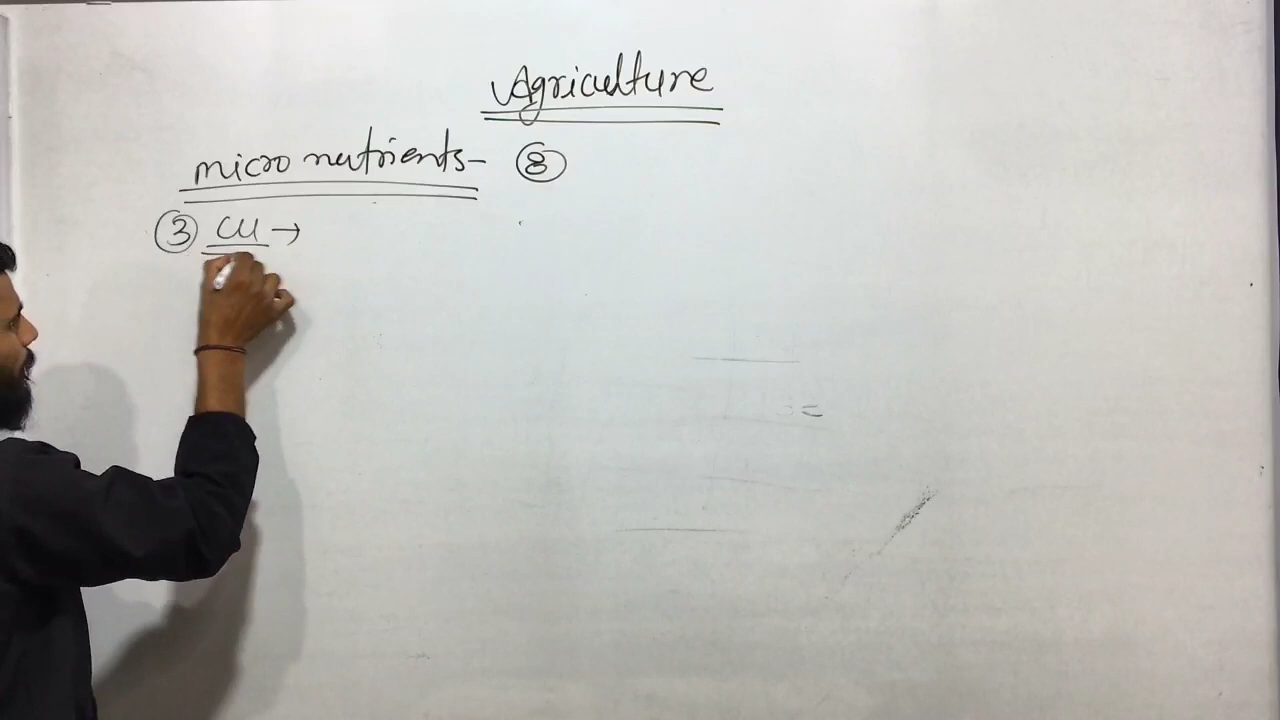 Agriculture
micro nutrients- ⑧
③ Cu →